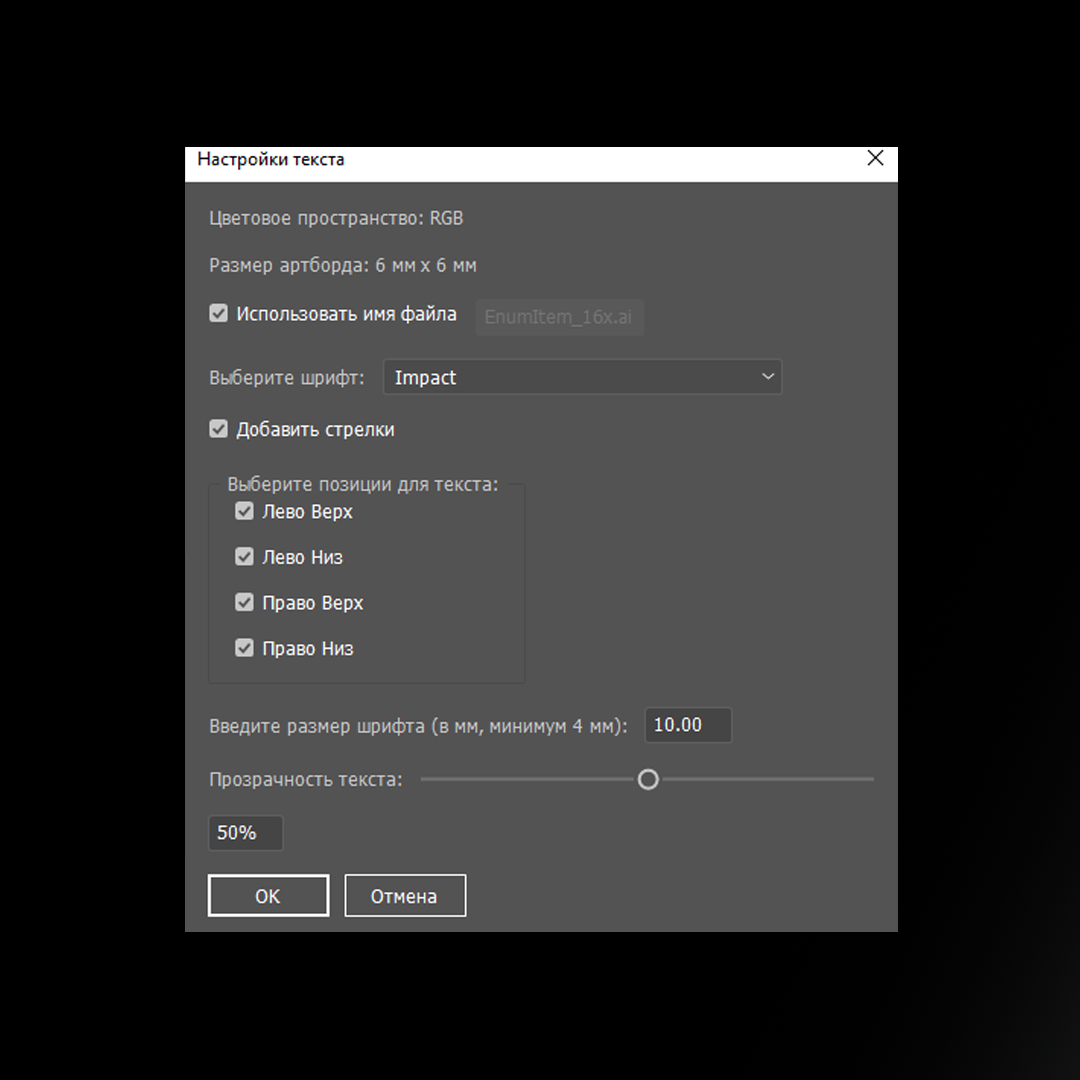 Настройки текста
Цветовое пространство: RGB
Размер артборда: 6 мм x 6 мм
Использовать имя файла EnumItem_16x.ai
Выберите шрифт: Impact
Добавить стрелки
Выберите позиции для текста:
Лево Верх
Лево Низ
Право Верх
Право Низ
Введите размер шрифта (в мм, минимум 4 мм): 10.00
Прозрачность текста:
50%
OK Отмена